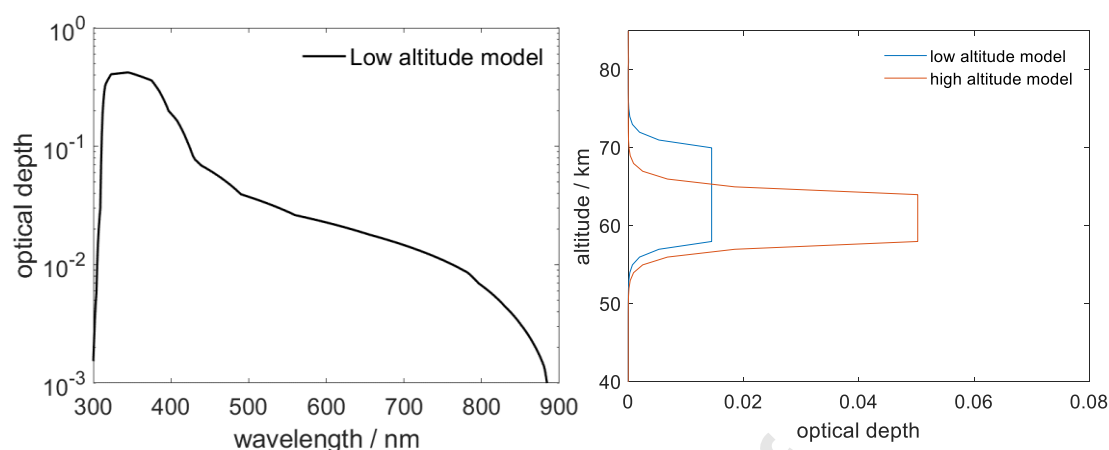 10^0
10^-1
10^-2
10^-3
optical depth
Low altitude model
300 400 500 600 700 800 900
wavelength / nm
80
70
60
50
40
altitude / km
low altitude model
high altitude model
0 0.02 0.04 0.06 0.08
optical depth